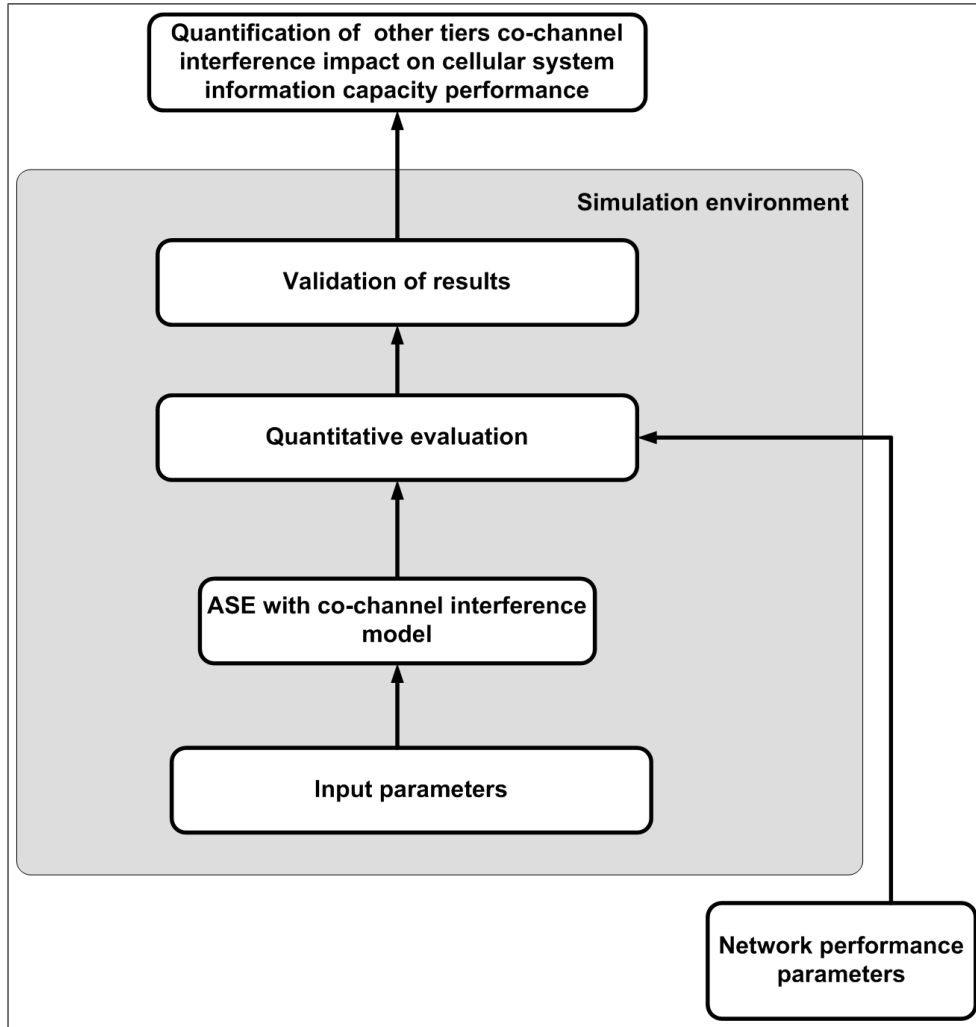 Quantification of other tiers co-channel
interference impact on cellular system
information capacity performance
Simulation environment
Validation of results
Quantitative evaluation
ASE with co-channel interference
model
Input parameters
Network performance
parameters